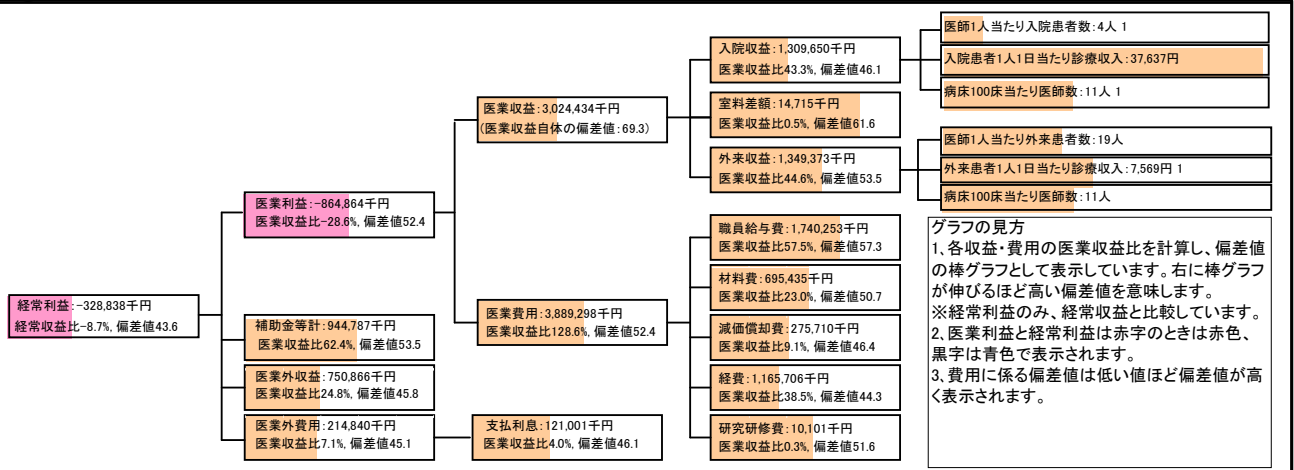 経常利益:-328,838千円
経常収益比-8.7%, 偏差値43.6
医業利益:-864,864千円
医業収益比-28.6%, 偏差値52.4
補助金等計:944,787千円
医業収益比62.4%, 偏差値53.5
医業外収益:750,866千円
医業収益比24.8%, 偏差値45.8
医業外費用:214,840千円
医業収益比7.1%, 偏差値45.1
医業収益:3,024,434千円
(医業収益自体の偏差値:69.3)
医業費用:3,889,298千円
医業収益比128.6%, 偏差値52.4
支払利息:121,001千円
医業収益比4.0%, 偏差値46.1
入院収益:1,309,650千円
医業収益比43.3%, 偏差値46.1
室料差額:14,715千円
医業収益比0.5%, 偏差値61.6
外来収益:1,349,373千円
医業収益比44.6%, 偏差値53.5
職員給与費:1,740,253千円
医業収益比57.5%, 偏差値57.3
材料費:695,435千円
医業収益比23.0%, 偏差値50.7
減価償却費:275,710千円
医業収益比9.1%, 偏差値46.4
経費:1,165,706千円
医業収益比38.5%, 偏差値44.3
研究研修費:10,101千円
医業収益比0.3%, 偏差値51.6
医師1人当たり入院患者数:4人 1
入院患者1人1日当たり診療収入:37,637円
病床100床当たり医師数:11人 1
医師1人当たり外来患者数:19人
外来患者1人1日当たり診療収入:7,569円 1
病床100床当たり医師数:11人
グラフの見方
1、各収益・費用の医業収益比を計算し、偏差値
の棒グラフとして表示しています。右に棒グラフ
が伸びるほど高い偏差値を意味します。
※経常利益のみ、経常収益と比較しています。
2、医業利益と経常利益は赤字のときは赤色、
黒字は青色で表示されます。
3、費用に係る偏差値は低い値ほど偏差値が高
く表示されます。